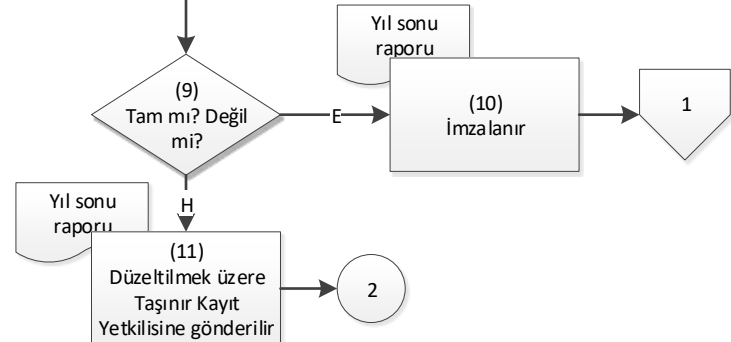 Yıl sonu
raporu
(9)
Tam mı? Değil
mi?
E
(10)
İmzalanır
1
H
Yıl sonu
raporu
(11)
Düzeltilmek üzere
Taşınır Kayıt
Yetkilisine gönderilir
2